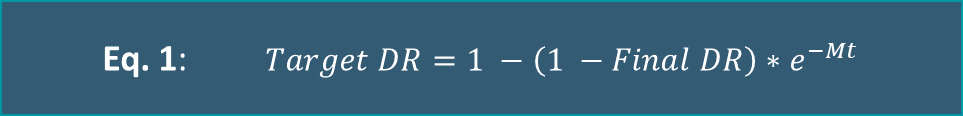 Eq. 1: Target DR = 1 − (1 − Final DR) ∗ e^{−Mt}